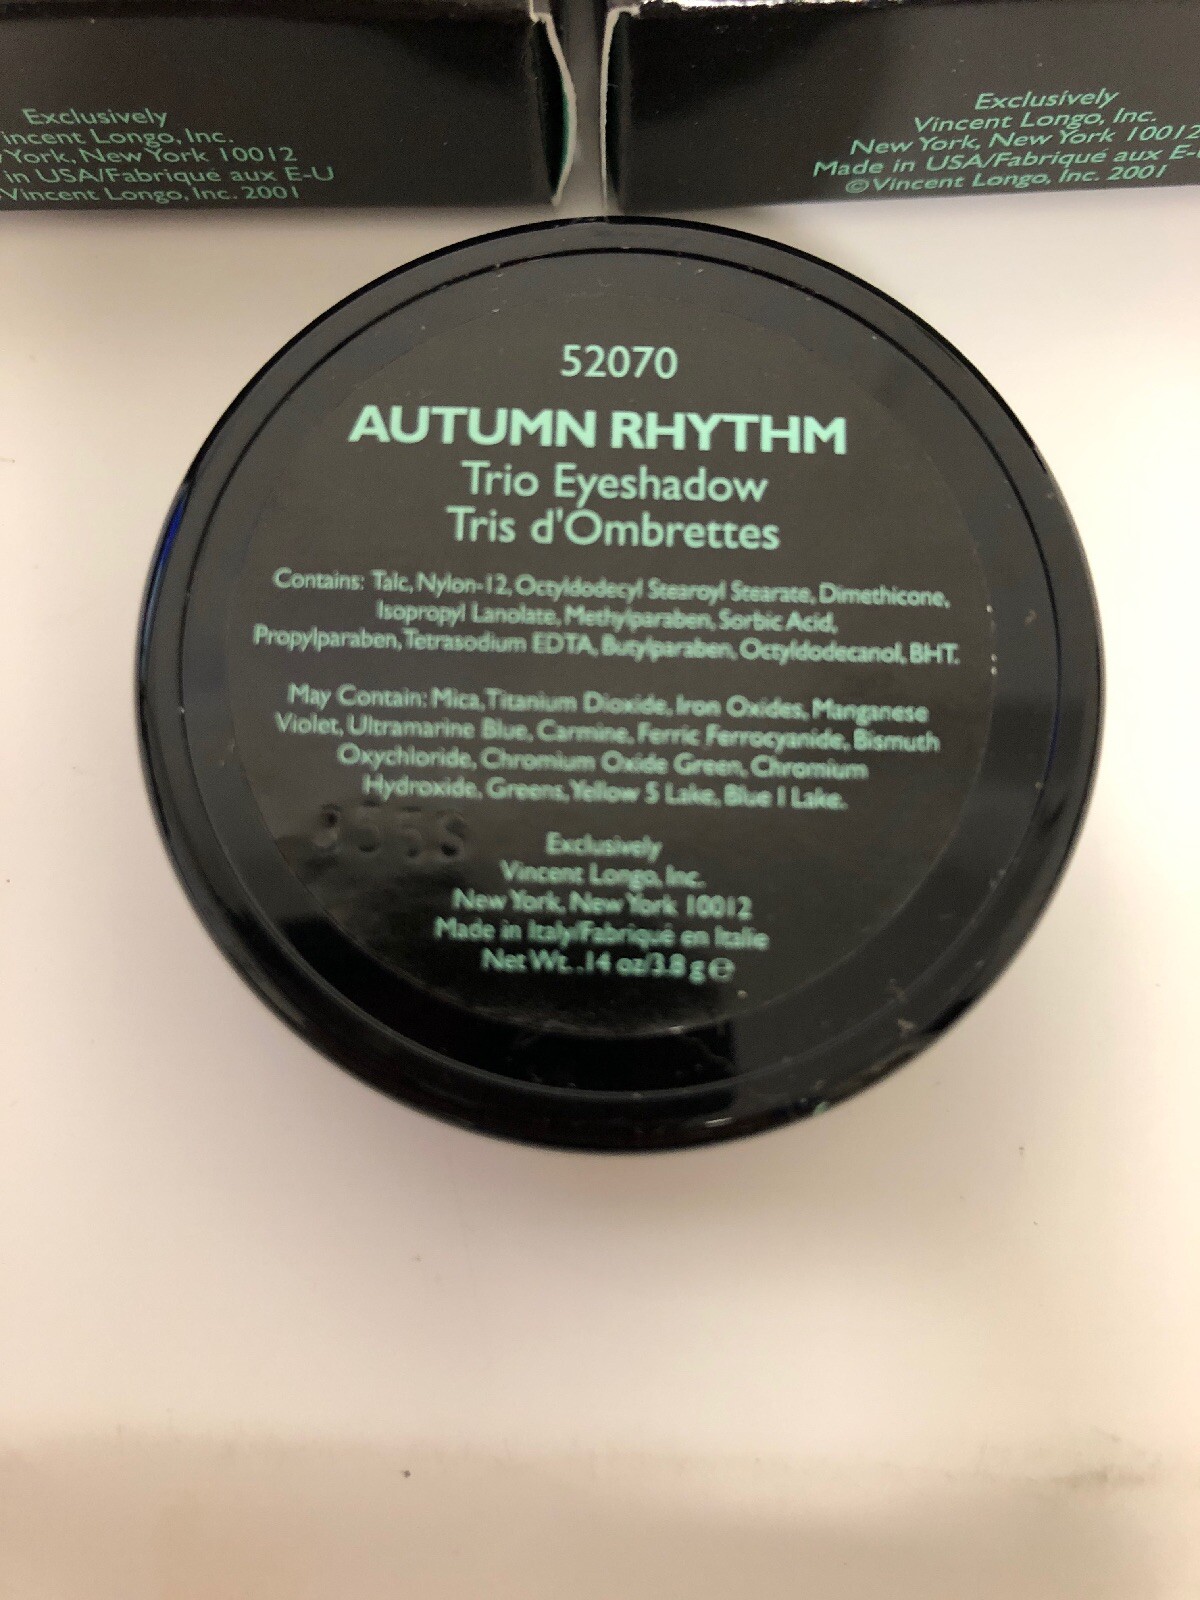 Exclusively
Vincent Longo, Inc.
York, New York 10012
in USA/Fabriqué aux E-U
Vincent Longo, Inc. 2001
Exclusively
Vincent Longo, Inc.
New York, New York 10012
Made in USA/Fabriqué aux E-
©Vincent Longo, Inc. 2001
52070
AUTUMN RHYTHM
Trio Eyeshadow
Tris d'Ombrettes
Contains: Talc, Nylon-12, Octyldodecyl Stearoyl Stearate, Dimethicone,
Isopropyl Lanolate, Methylparaben, Sorbic Acid,
Propylparaben, Tetrasodium EDTA, Butylparaben, Octyldodecanol, BHT.
May Contain: Mica, Titanium Dioxide, Iron Oxides, Manganese
Violet, Ultramarine Blue, Carmine, Ferric Ferrocyanide, Bismuth
Oxychloride, Chromium Oxide Green, Chromium
Hydroxide, Greens, Yellow 5 Lake, Blue 1 Lake.
Exclusively
Vincent Longo, Inc.
New York, New York 10012
Made in Italy/Fabriqué en Italie
Net Wt. .14 oz/3.8 g ℮